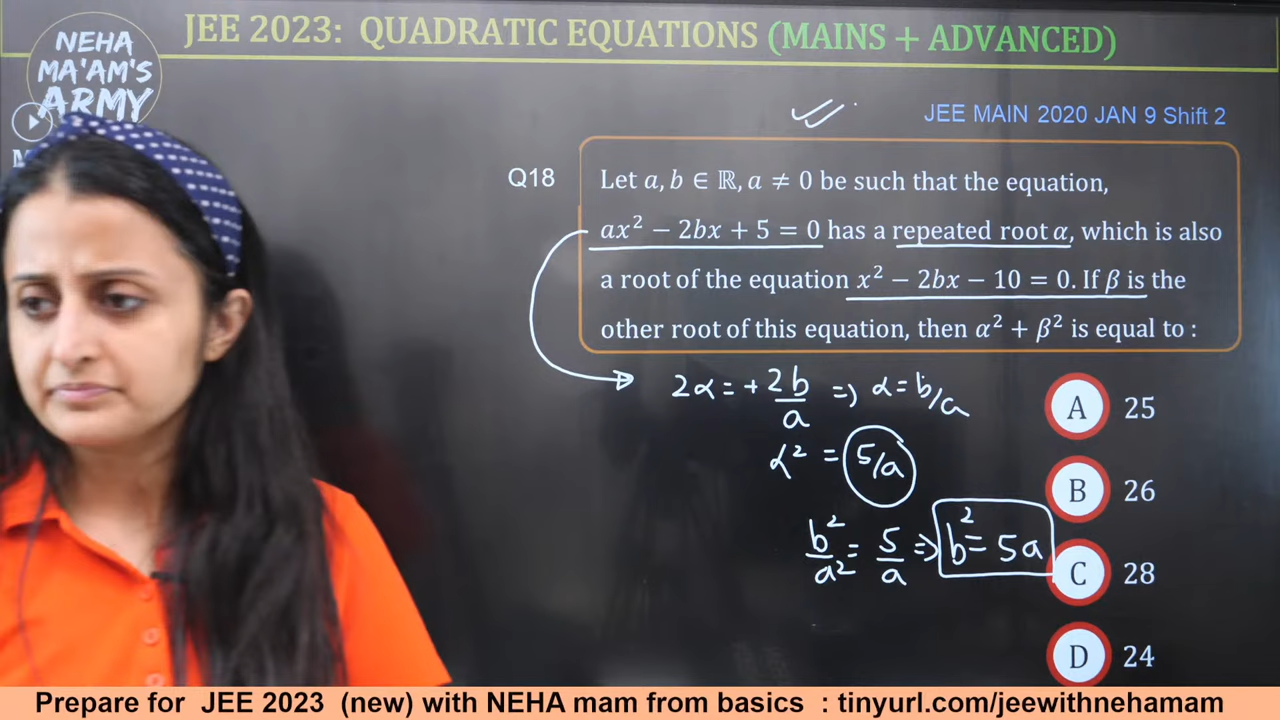 JEE 2023: QUADRATIC EQUATIONS (MAINS + ADVANCED)
NEHA
MA'AM'S
ARMY
JEE MAIN 2020 JAN 9 Shift 2
Q18
Let a, b ∈ ℝ, a ≠ 0 be such that the equation,
ax² − 2bx + 5 = 0 has a repeated root α, which is also
a root of the equation x² − 2bx − 10 = 0. If β is the
other root of this equation, then α² + β² is equal to :
2α = + 2b/a => α = b/a
α² = 5/a
b²/a² = 5/a => b² = 5a
A 25
B 26
C 28
D 24
Prepare for JEE 2023 (new) with NEHA mam from basics : tinyurl.com/jeewithnehamam